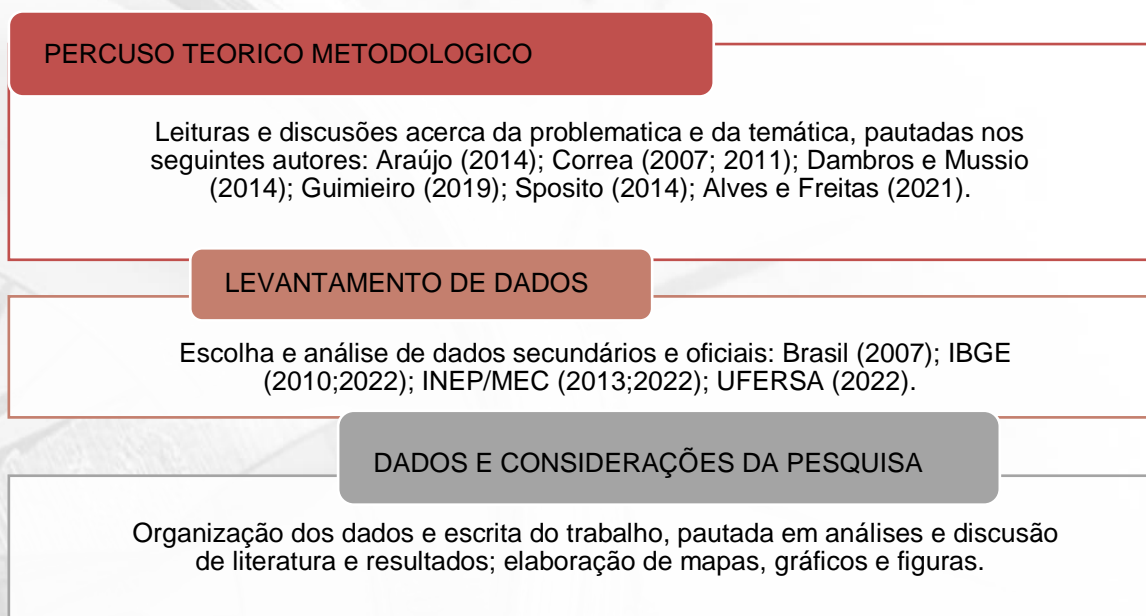 PERCUSO TEORICO METODOLOGICO
Leituras e discusões acerca da problematica e da temática, pautadas nos
seguintes autores: Araújo (2014); Correa (2007; 2011); Dambros e Mussio
(2014); Guimieiro (2019); Sposito (2014); Alves e Freitas (2021).
LEVANTAMENTO DE DADOS
Escolha e análise de dados secundários e oficiais: Brasil (2007); IBGE
(2010;2022); INEP/MEC (2013;2022); UFERSA (2022).
DADOS E CONSIDERAÇÕES DA PESQUISA
Organização dos dados e escrita do trabalho, pautada em análises e discusão
de literatura e resultados; elaboração de mapas, gráficos e figuras.